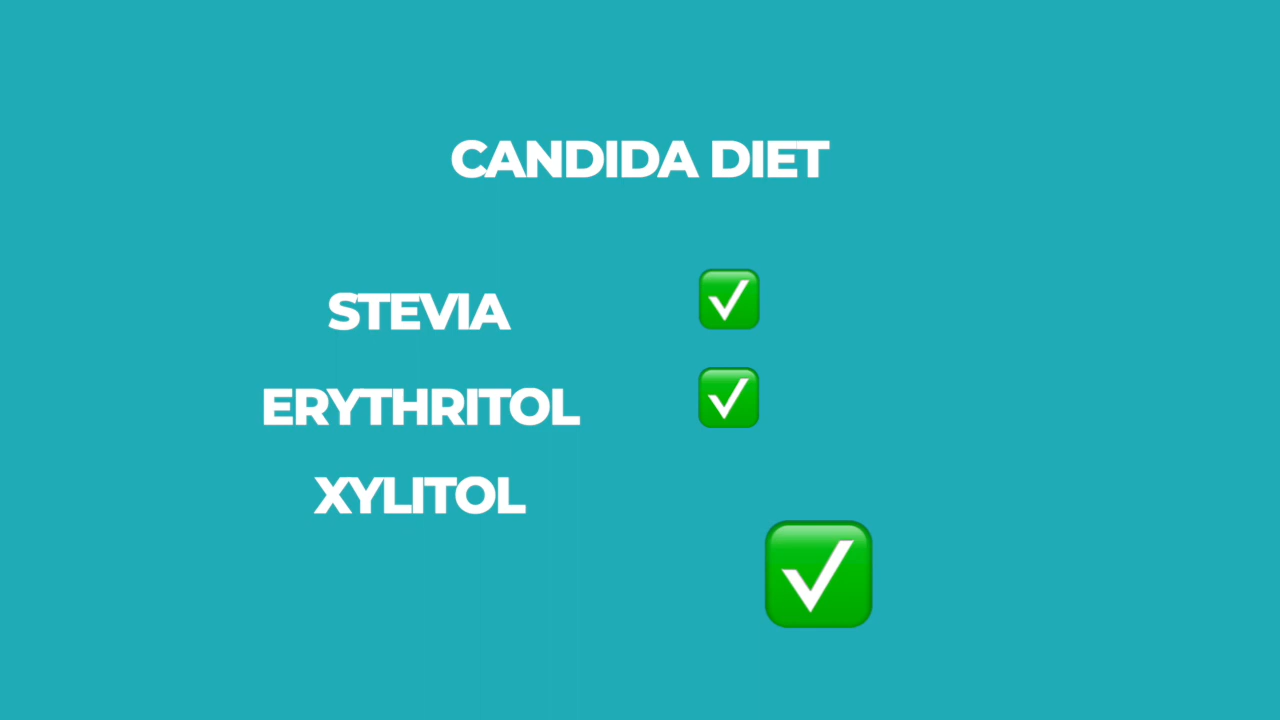 CANDIDA DIET
STEVIA ✅
ERYTHRITOL ✅
XYLITOL
✅